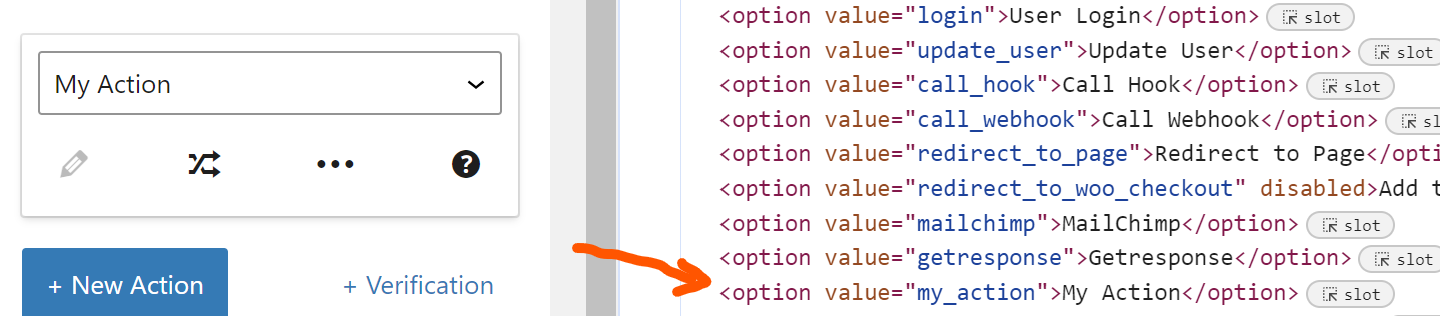 My Action
+ New Action
+ Verification
<option value="login">User Login</option> slot
<option value="update_user">Update User</option> slot
<option value="call_hook">Call Hook</option> slot
<option value="call_webhook">Call Webhook</option> sl
<option value="redirect_to_page">Redirect to Page</opti
<option value="redirect_to_woo_checkout" disabled>Add t
<option value="mailchimp">MailChimp</option> slot
<option value="getresponse">Getresponse</option> slot
<option value="my_action">My Action</option> slot